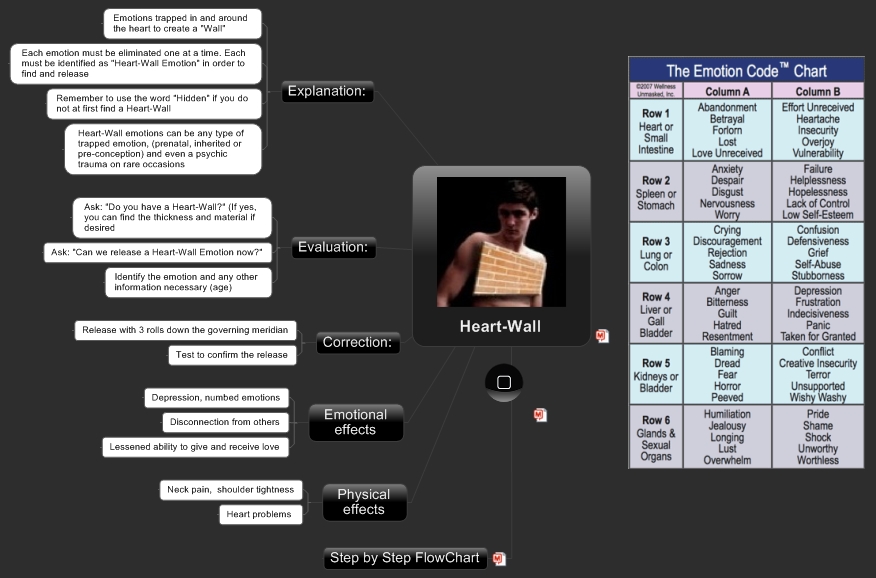 Emotions trapped in and around
the heart to create a "Wall"
Each emotion must be eliminated one at a time. Each
must be identified as "Heart-Wall Emotion" in order to
find and release
Remember to use the word "Hidden" if you do
not at first find a Heart-Wall
Heart-Wall emotions can be any type of
trapped emotion, (prenatal, inherited or
pre-conception) and even a psychic
trauma on rare occasions
Explanation:
Ask: "Do you have a Heart-Wall?" (If yes,
you can find the thickness and material if
desired
Ask: "Can we release a Heart-Wall Emotion now?"
Identify the emotion and any other
information necessary (age)
Evaluation:
Release with 3 rolls down the governing meridian
Test to confirm the release
Correction:
Depression, numbed emotions
Disconnection from others
Lessened ability to give and receive love
Emotional
effects
Neck pain, shoulder tightness
Heart problems
Physical
effects
Step by Step FlowChart
Heart-Wall
The Emotion Code™ Chart
©2007 Wellness
Unmasked, Inc.
Column A
Column B
Row 1
Heart or
Small
Intestine
Abandonment
Betrayal
Forlorn
Lost
Love Unreceived
Effort Unreceived
Heartache
Insecurity
Overjoy
Vulnerability
Row 2
Spleen or
Stomach
Anxiety
Despair
Disgust
Nervousness
Worry
Failure
Helplessness
Hopelessness
Lack of Control
Low Self-Esteem
Row 3
Lung or
Colon
Crying
Discouragement
Rejection
Sadness
Sorrow
Confusion
Defensiveness
Grief
Self-Abuse
Stubborness
Row 4
Liver or
Gall
Bladder
Anger
Bitterness
Guilt
Hatred
Resentment
Depression
Frustration
Indecisiveness
Panic
Taken for Granted
Row 5
Kidneys or
Bladder
Blaming
Dread
Fear
Horror
Peeved
Conflict
Creative Insecurity
Terror
Unsupported
Wishy Washy
Row 6
Glands &
Sexual
Organs
Humiliation
Jealousy
Longing
Lust
Overwhelm
Pride
Shame
Shock
Unworthy
Worthless